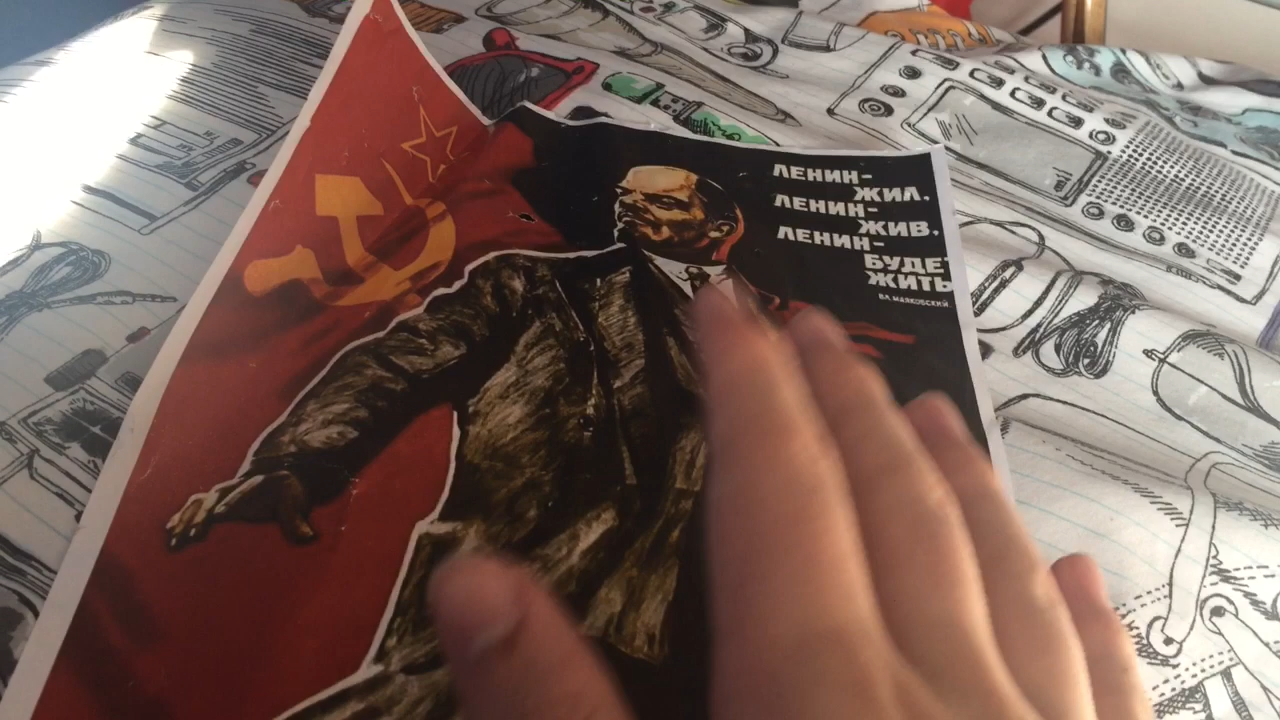 ЛЕНИН-
ЖИЛ,
ЛЕНИН-
ЖИВ,
ЛЕНИН-
БУДЕТ
ЖИТЬ
ВЛ. МАЯКОВСКИЙ